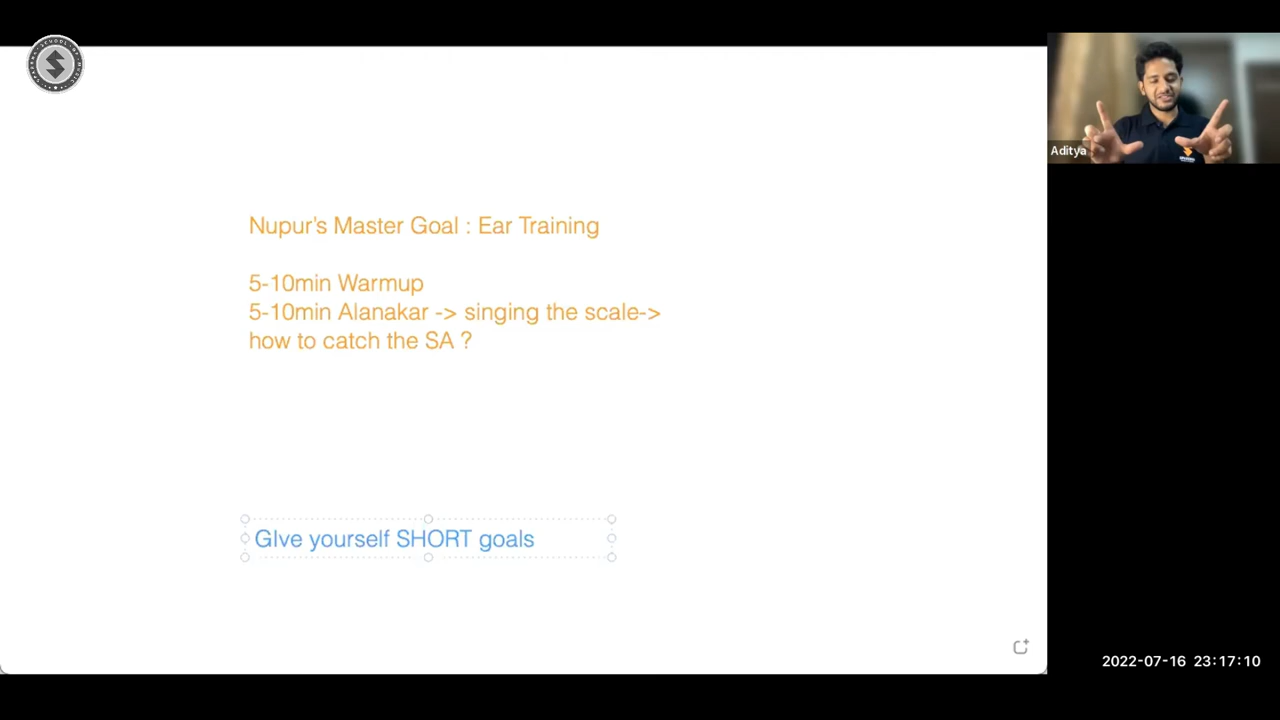 Nupur's Master Goal : Ear Training
5-10min Warmup
5-10min Alanakar -> singing the scale->
how to catch the SA ?
GIve yourself SHORT goals
Aditya
2022-07-16 23:17:10